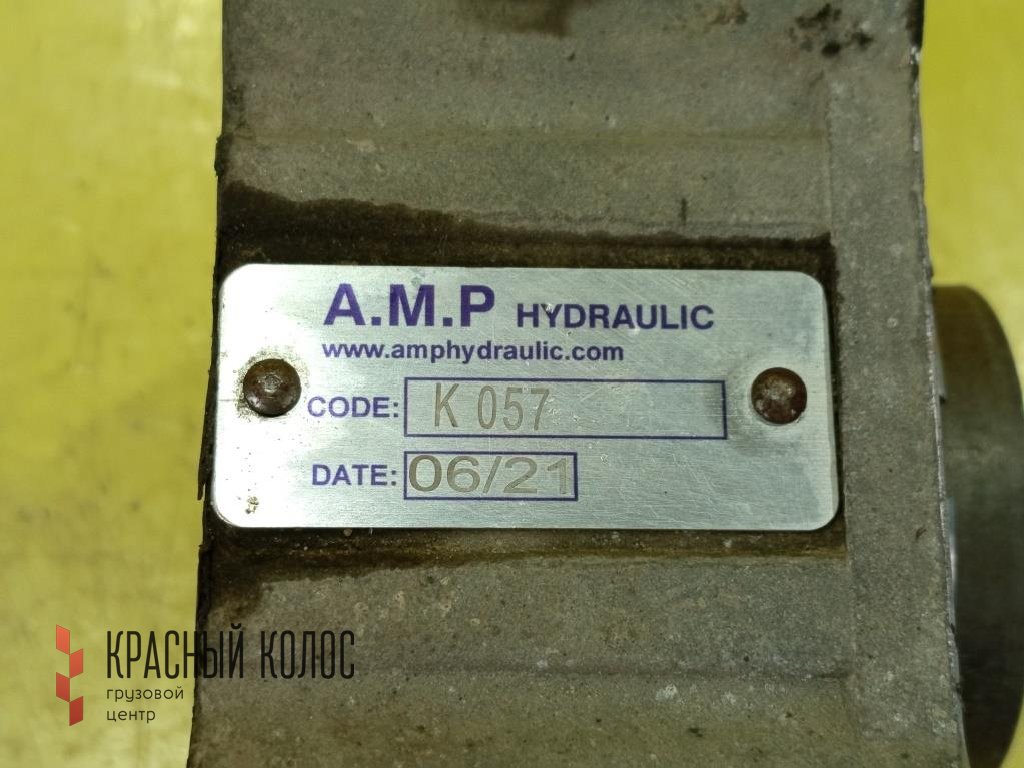 A.M.P HYDRAULIC
www.amphydraulic.com
CODE: K 057
DATE: 06/21
КРАСНЫЙ КОЛОС
грузовой
центр